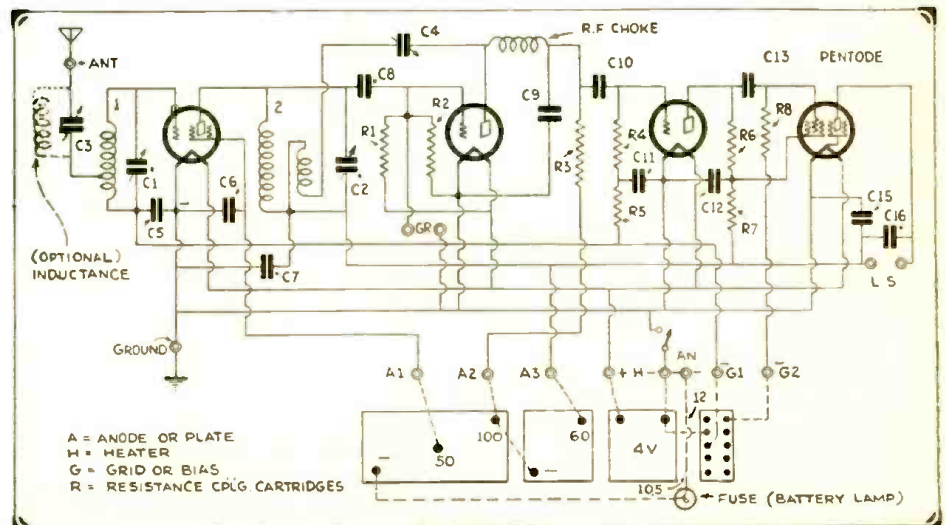 C4
R.F CHOKE
ANT
C10
C13
PENTODE
C8
1
2
R1
R2
C9
R8
C3
R3
R4
R6
C1
C2
C11
C6
C12
C15
C5
R5
R7
C16
GR
C7
(OPTIONAL)
INDUCTANCE
L S
GROUND
A1
A2
A3
+ H
AN
G1
G2
12
100
60
50
4V
A = ANODE OR PLATE
H = HEATER
G = GRID OR BIAS
R = RESISTANCE CPLG. CARTRIDGES
105
FUSE (BATTERY LAMP)